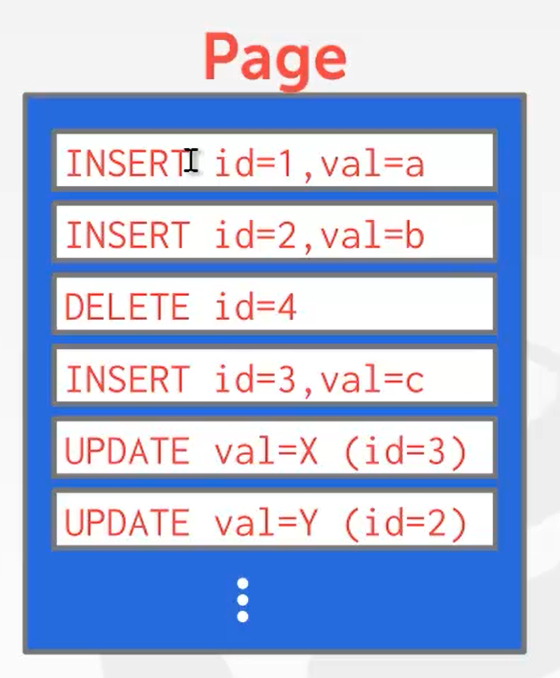 Page
INSERT id=1,val=a
INSERT id=2,val=b
DELETE id=4
INSERT id=3,val=c
UPDATE val=X (id=3)
UPDATE val=Y (id=2)